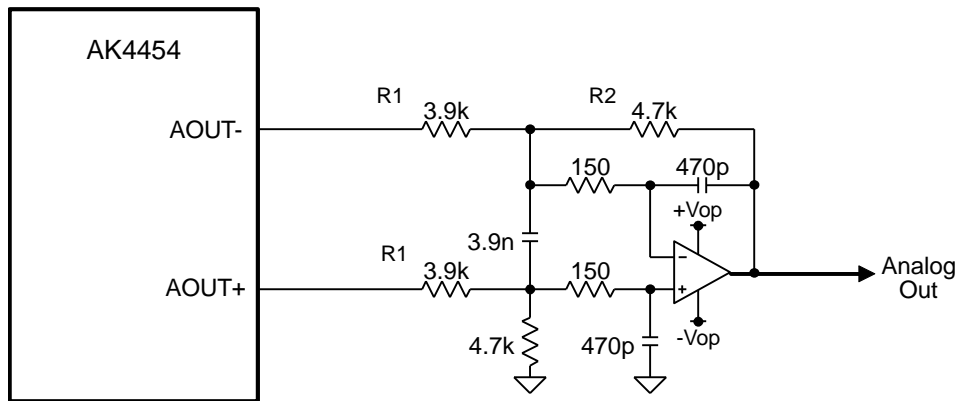 AK4454
R1
3.9k
R2
4.7k
AOUT-
150
470p
+Vop
3.9n
R1
3.9k
150
AOUT+
−
+
Analog
Out
4.7k
470p
-Vop